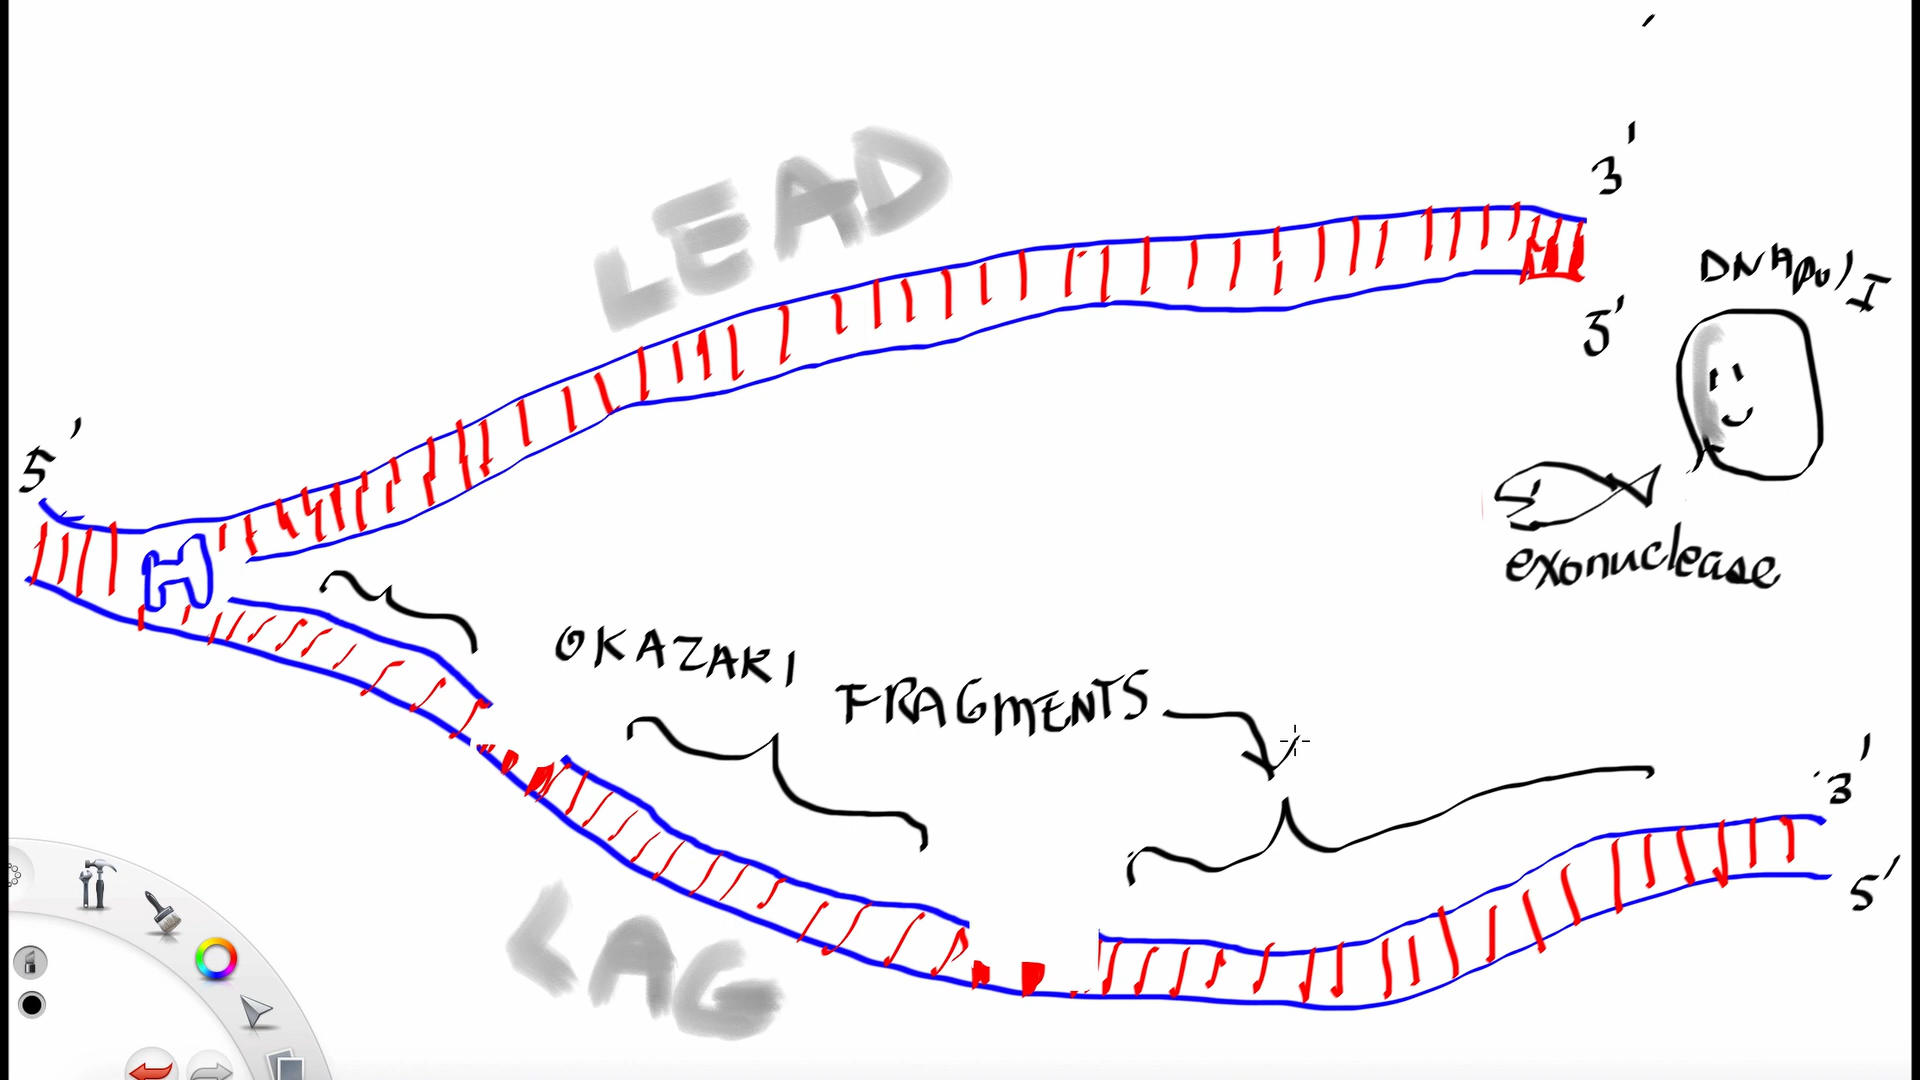 LEAD
3'
5'
DNA pol I
5'
H
exonuclease
OKAZAKI
FRAGMENTS
3'
5'
LAG